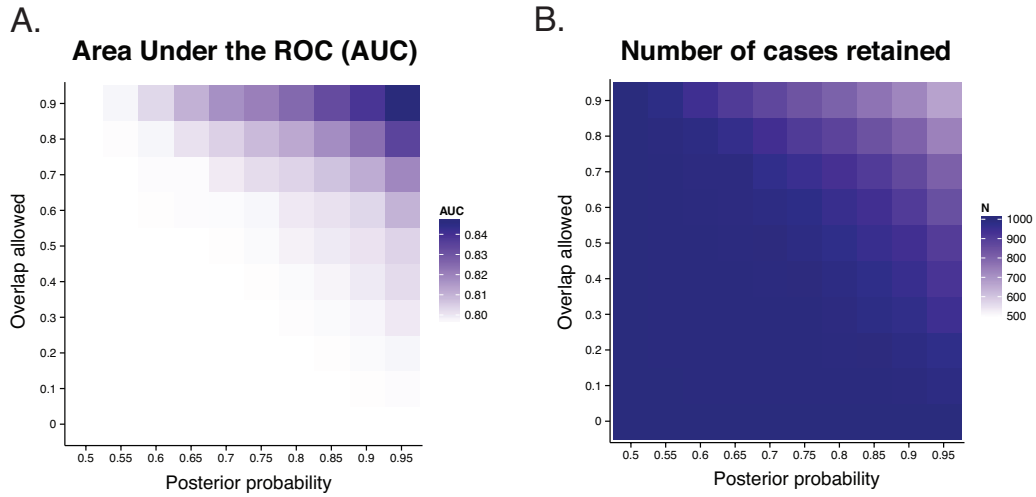 A.
Area Under the ROC (AUC)
Overlap allowed
0.9
0.8
0.7
0.6
0.5
0.4
0.3
0.2
0.1
0
0.5 0.55 0.6 0.65 0.7 0.75 0.8 0.85 0.9 0.95
Posterior probability
AUC
0.84
0.83
0.82
0.81
0.80
B.
Number of cases retained
Overlap allowed
0.9
0.8
0.7
0.6
0.5
0.4
0.3
0.2
0.1
0
0.5 0.55 0.6 0.65 0.7 0.75 0.8 0.85 0.9 0.95
Posterior probability
N
1000
900
800
700
600
500